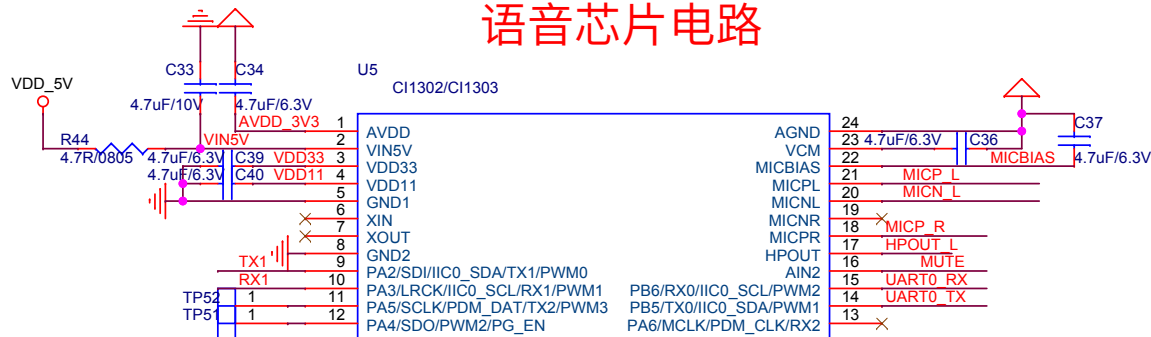 语音芯片电路
U5
CI1302/CI1303
VDD_5V
C33
C34
4.7uF/10V
4.7uF/6.3V
AVDD_3V3
R44
4.7R/0805
VIN5V
4.7uF/6.3V
C39
VDD33
4.7uF/6.3V
C40
VDD11
1
AVDD
2
VIN5V
3
VDD33
4
VDD11
5
GND1
6
XIN
7
XOUT
8
GND2
TX1
9
PA2/SDI/IIC0_SDA/TX1/PWM0
RX1
10
PA3/LRCK/IIC0_SCL/RX1/PWM1
TP52
1
11
PA5/SCLK/PDM_DAT/TX2/PWM3
TP51
1
12
PA4/SDO/PWM2/PG_EN
AGND
24
VCM
23
4.7uF/6.3V
C36
C37
4.7uF/6.3V
MICBIAS
22
MICBIAS
MICPL
21
MICP_L
MICNL
20
MICN_L
MICNR
19
MICPR
18
MICP_R
HPOUT
17
HPOUT_L
AIN2
16
MUTE
PB6/RX0/IIC0_SCL/PWM2
15
UART0_RX
PB5/TX0/IIC0_SDA/PWM1
14
UART0_TX
PA6/MCLK/PDM_CLK/RX2
13